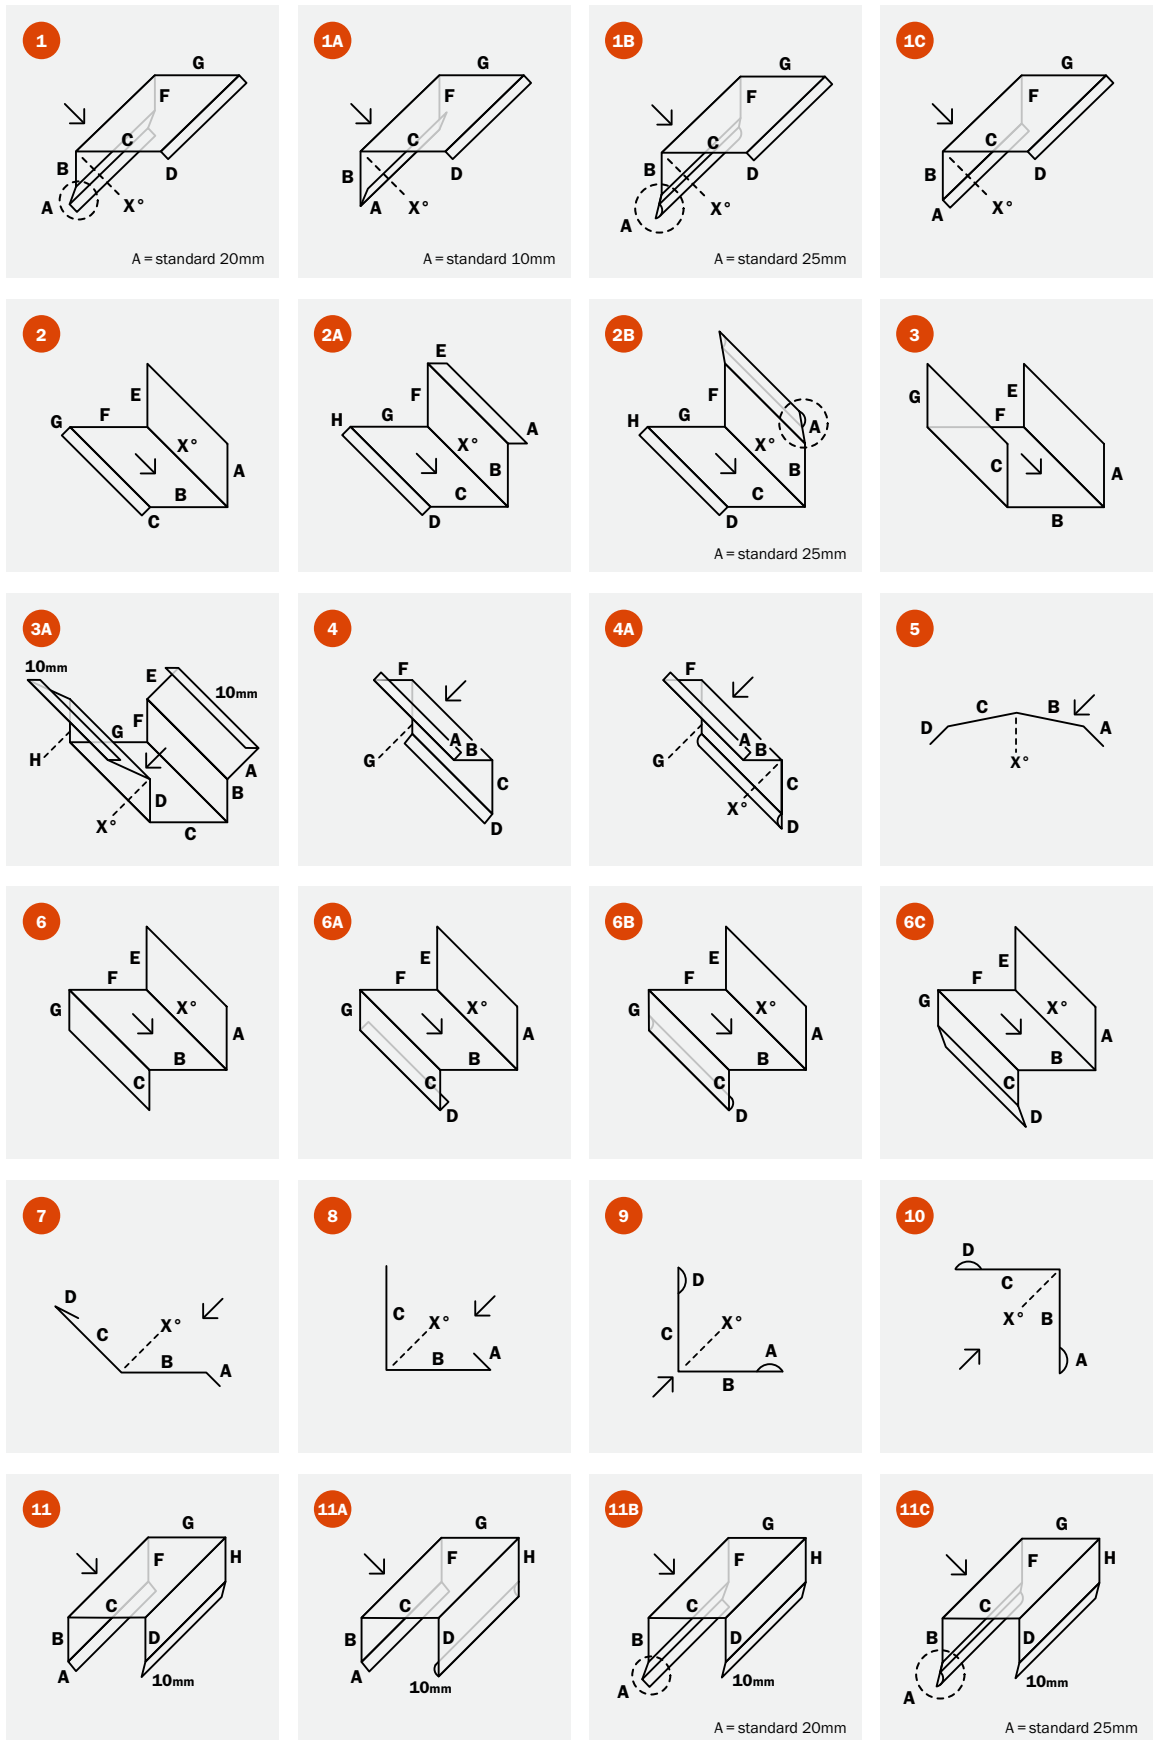 1
G
F
C
B
D
A
X°
A = standard 20mm
1A
G
F
C
B
D
A
X°
A = standard 10mm
1B
G
F
C
B
D
A
X°
A = standard 25mm
1C
G
F
C
B
D
A
X°
2
E
G
F
X°
A
B
C
2A
E
F
H
G
A
X°
B
C
D
2B
F
H
G
A
X°
B
C
D
A = standard 25mm
3
E
G
F
C
A
B
3A
10mm
E
10mm
F
G
H
A
B
D
X°
C
4
F
A
B
G
C
D
4A
F
A
B
G
C
X°
D
5
C
B
D
A
X°
6
E
F
G
X°
A
B
C
6A
E
F
G
X°
A
B
C
D
6B
E
F
G
X°
A
B
C
D
6C
E
F
G
X°
A
B
C
D
7
D
X°
C
B
A
8
C
X°
B
A
9
D
X°
C
A
B
10
D
C
X°
B
A
11
G
F
H
C
B
D
A
10mm
11A
G
F
H
C
B
D
A
10mm
11B
G
F
H
C
B
D
A
10mm
A = standard 20mm
11C
G
F
H
C
B
D
A
10mm
A = standard 25mm